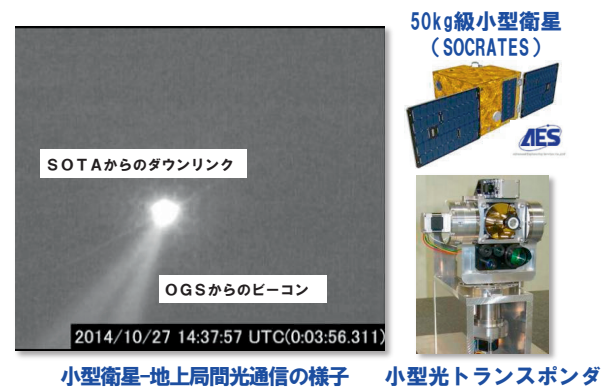 50kg級小型衛星
（SOCRATES）
AES
SOTAからのダウンリンク
OGSからのビーコン
2014/10/27 14:37:57 UTC(0:03:56.311)
小型衛星-地上局間光通信の様子
小型光トランスポンダ